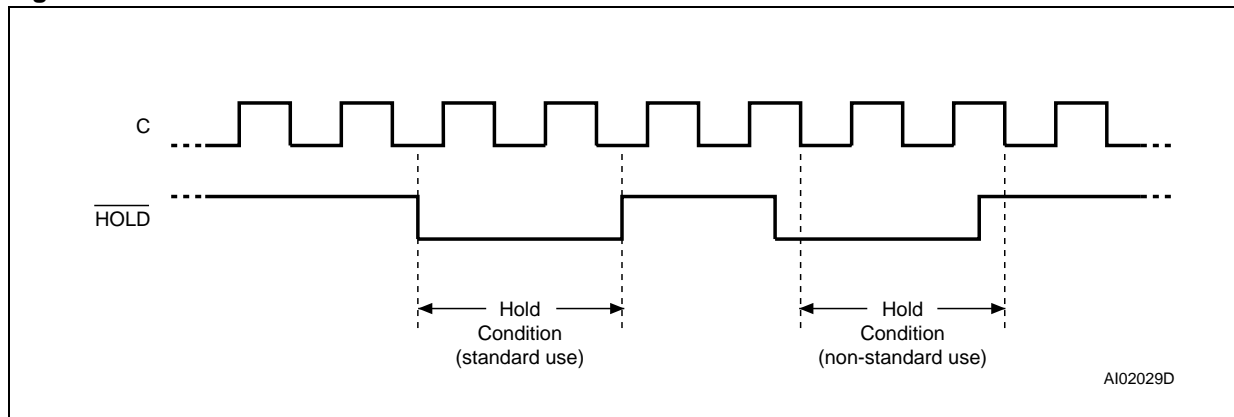 C
HOLD
Hold
Condition
(standard use)
Hold
Condition
(non-standard use)
AI02029D